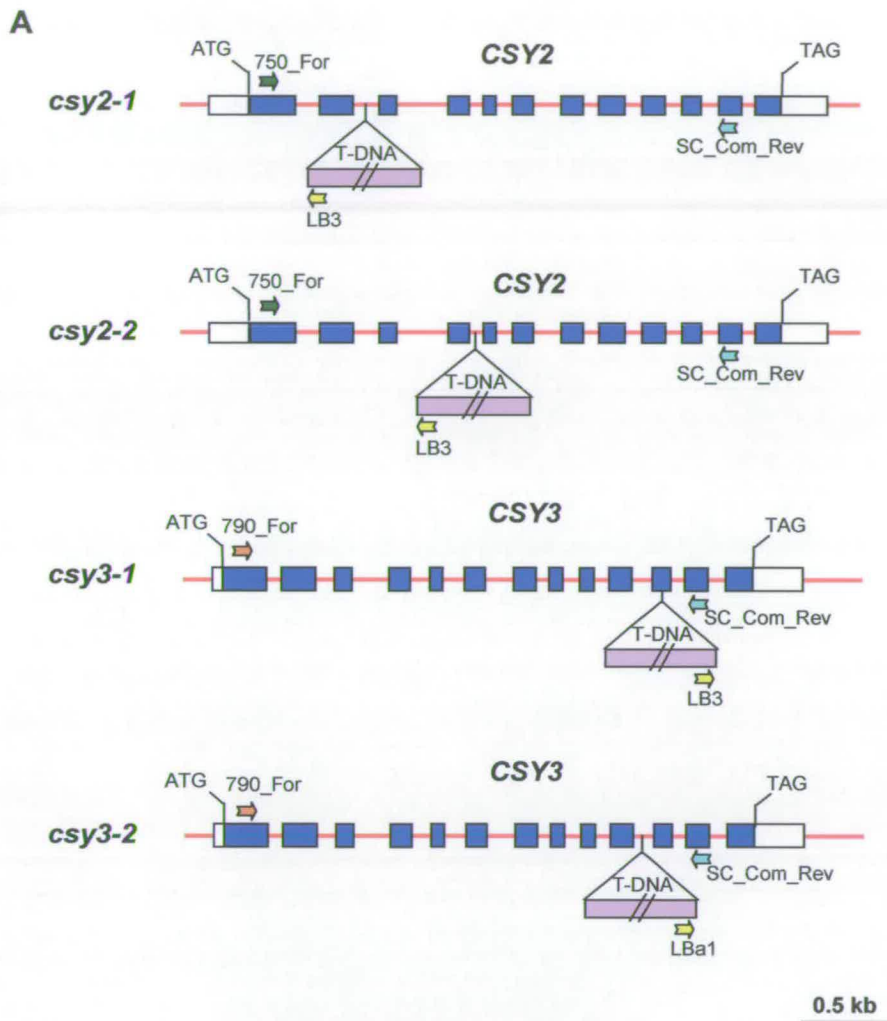 A
CSY2
ATG
750_For
TAG
csy2-1
SC_Com_Rev
T-DNA
LB3
CSY2
ATG
750_For
TAG
csy2-2
SC_Com_Rev
T-DNA
LB3
CSY3
ATG
790_For
TAG
csy3-1
SC_Com_Rev
T-DNA
LB3
CSY3
ATG
790_For
TAG
csy3-2
SC_Com_Rev
T-DNA
LBa1
0.5 kb